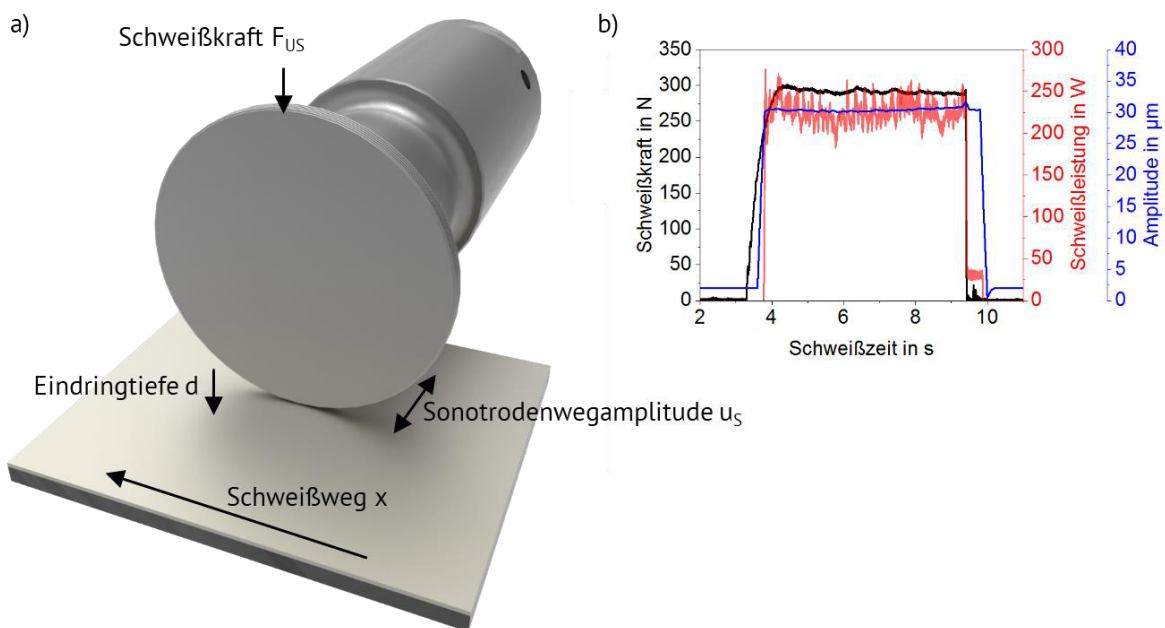 a)
Schweißkraft F_US
Eindringtiefe d
Sonotrodenwegamplitude u_S
Schweißweg x
b)
350
300
250
200
150
100
50
0
Schweißkraft in N
300
250
200
150
100
50
0
Schweißleistung in W
40
35
30
25
20
15
10
5
0
Amplitude in µm
2 4 6 8 10
Schweißzeit in s